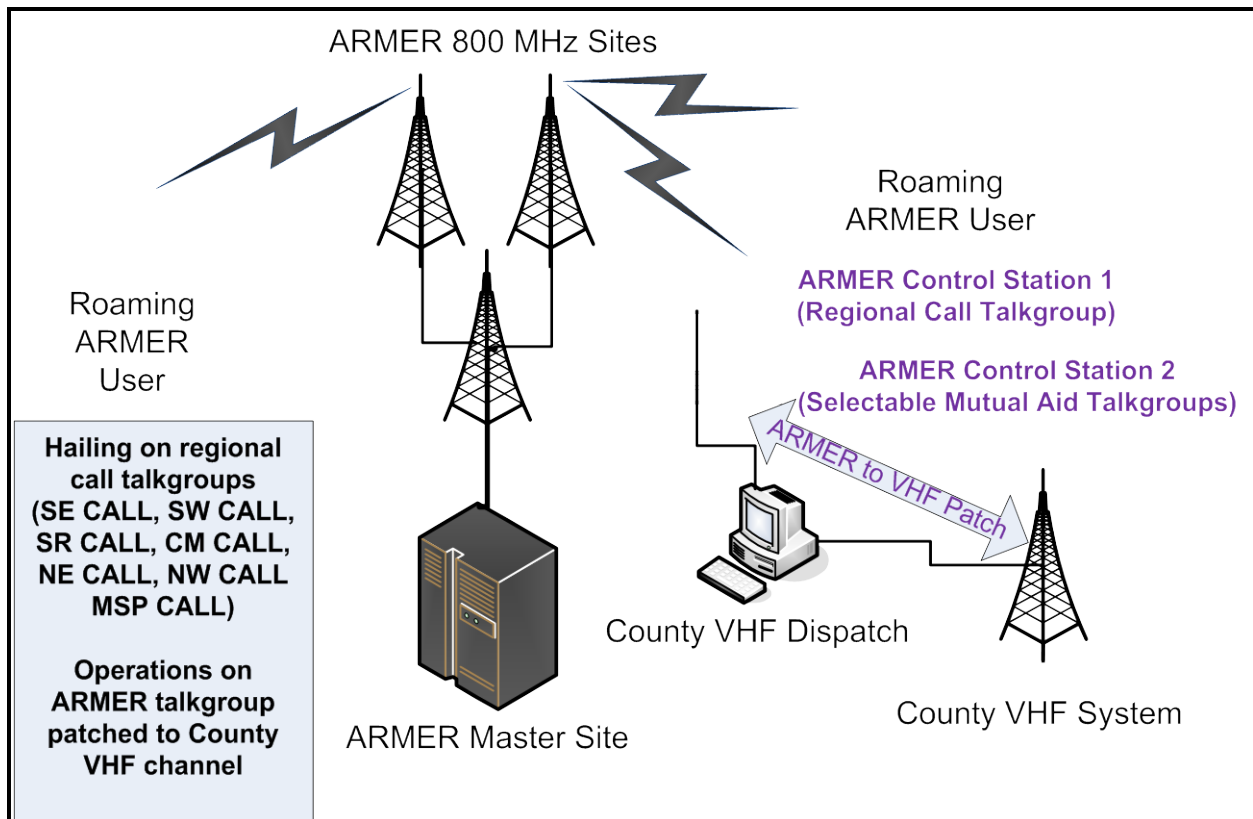 ARMER 800 MHz Sites
Roaming
ARMER User
ARMER Control Station 1
(Regional Call Talkgroup)
ARMER Control Station 2
(Selectable Mutual Aid Talkgroups)
ARMER to VHF Patch
Roaming
ARMER
User
Hailing on regional
call talkgroups
(SE CALL, SW CALL,
SR CALL, CM CALL,
NE CALL, NW CALL
MSP CALL)
Operations on
ARMER talkgroup
patched to County
VHF channel
ARMER Master Site
County VHF Dispatch
County VHF System